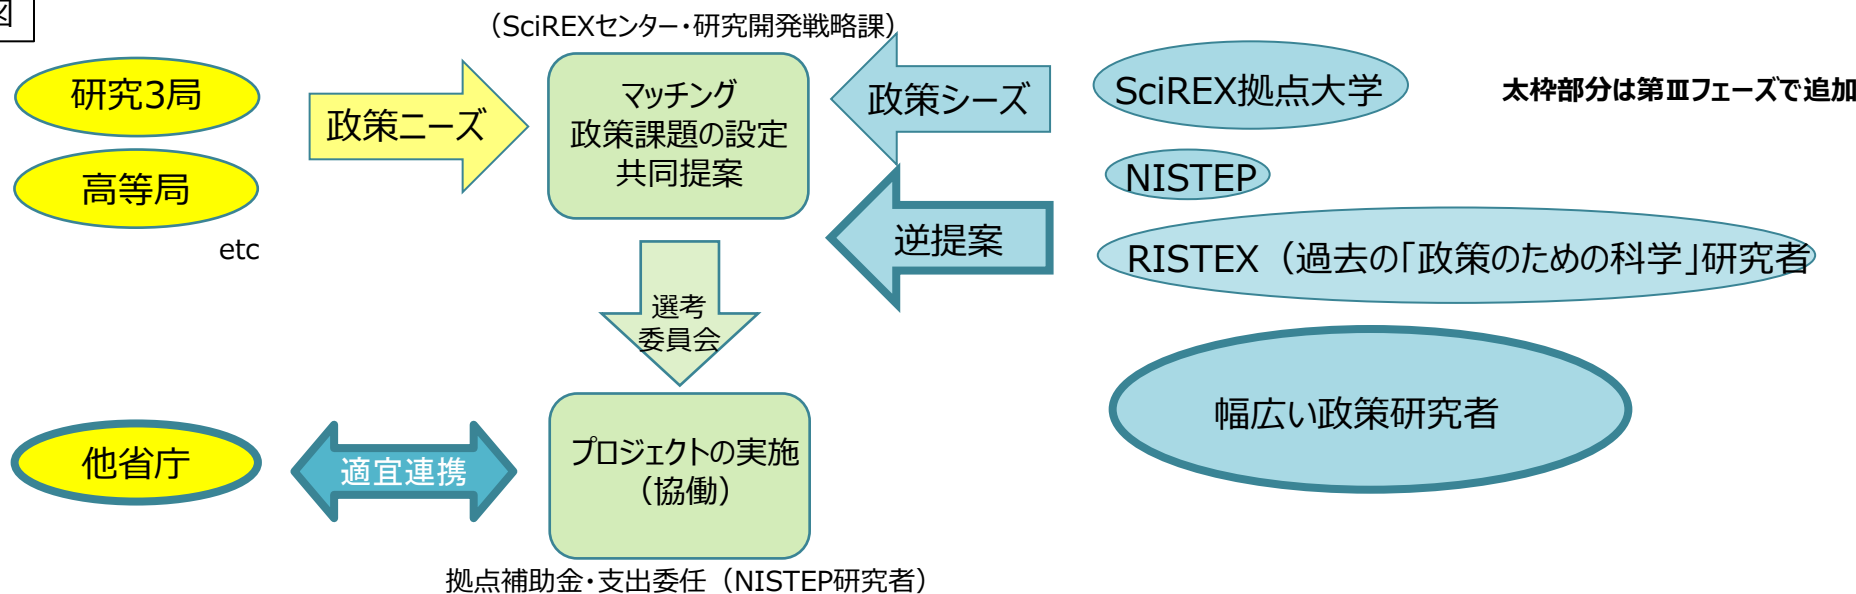 図
（SciREXセンター・研究開発戦略課）
研究3局
高等局
etc
政策ニーズ
マッチング
政策課題の設定
共同提案
政策シーズ
逆提案
SciREX拠点大学
太枠部分は第Ⅲフェーズで追加
NISTEP
RISTEX（過去の「政策のための科学」研究者
幅広い政策研究者
選考
委員会
他省庁
適宜連携
プロジェクトの実施
（協働）
拠点補助金・支出委任（NISTEP研究者）